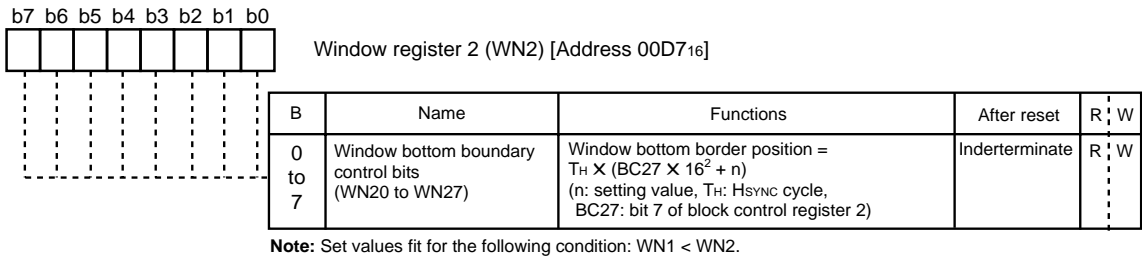 b7 b6 b5 b4 b3 b2 b1 b0
Window register 2 (WN2) [Address 00D7₁₆]
B Name Functions After reset R W
0 to 7
Window bottom boundary control bits (WN20 to WN27)
Window bottom border position =
TH X (BC27 X 16² + n)
(n: setting value, TH: HSYNC cycle,
BC27: bit 7 of block control register 2)
Inderterminate R W
Note: Set values fit for the following condition: WN1 < WN2.